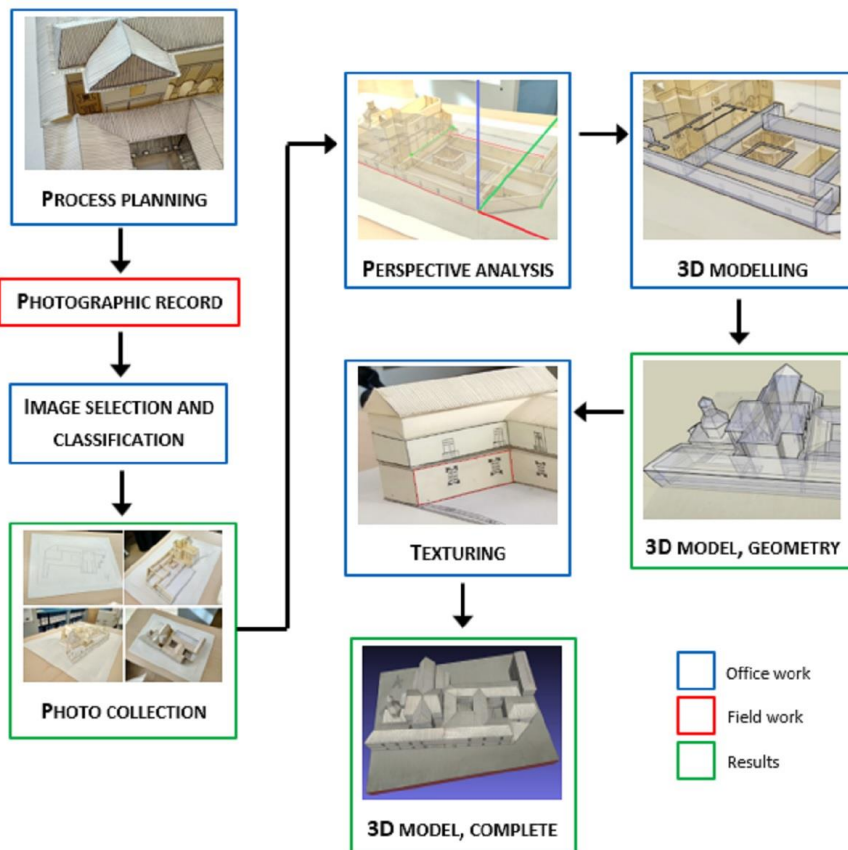 PROCESS PLANNING
PHOTOGRAPHIC RECORD
IMAGE SELECTION AND
CLASSIFICATION
PHOTO COLLECTION
PERSPECTIVE ANALYSIS
3D MODELLING
3D MODEL, GEOMETRY
TEXTURING
3D MODEL, COMPLETE
Office work
Field work
Results